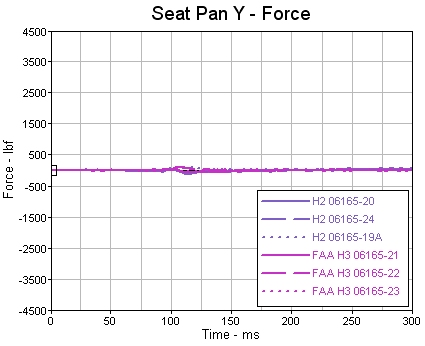 Seat Pan Y - Force
4500
3500
2500
1500
500
-500
-1500
-2500
-3500
-4500
Force - lbf
H2 06165-20
H2 06165-24
H2 06165-19A
FAA H3 06165-21
FAA H3 06165-22
FAA H3 06165-23
0 50 100 150 200 250 300
Time - ms